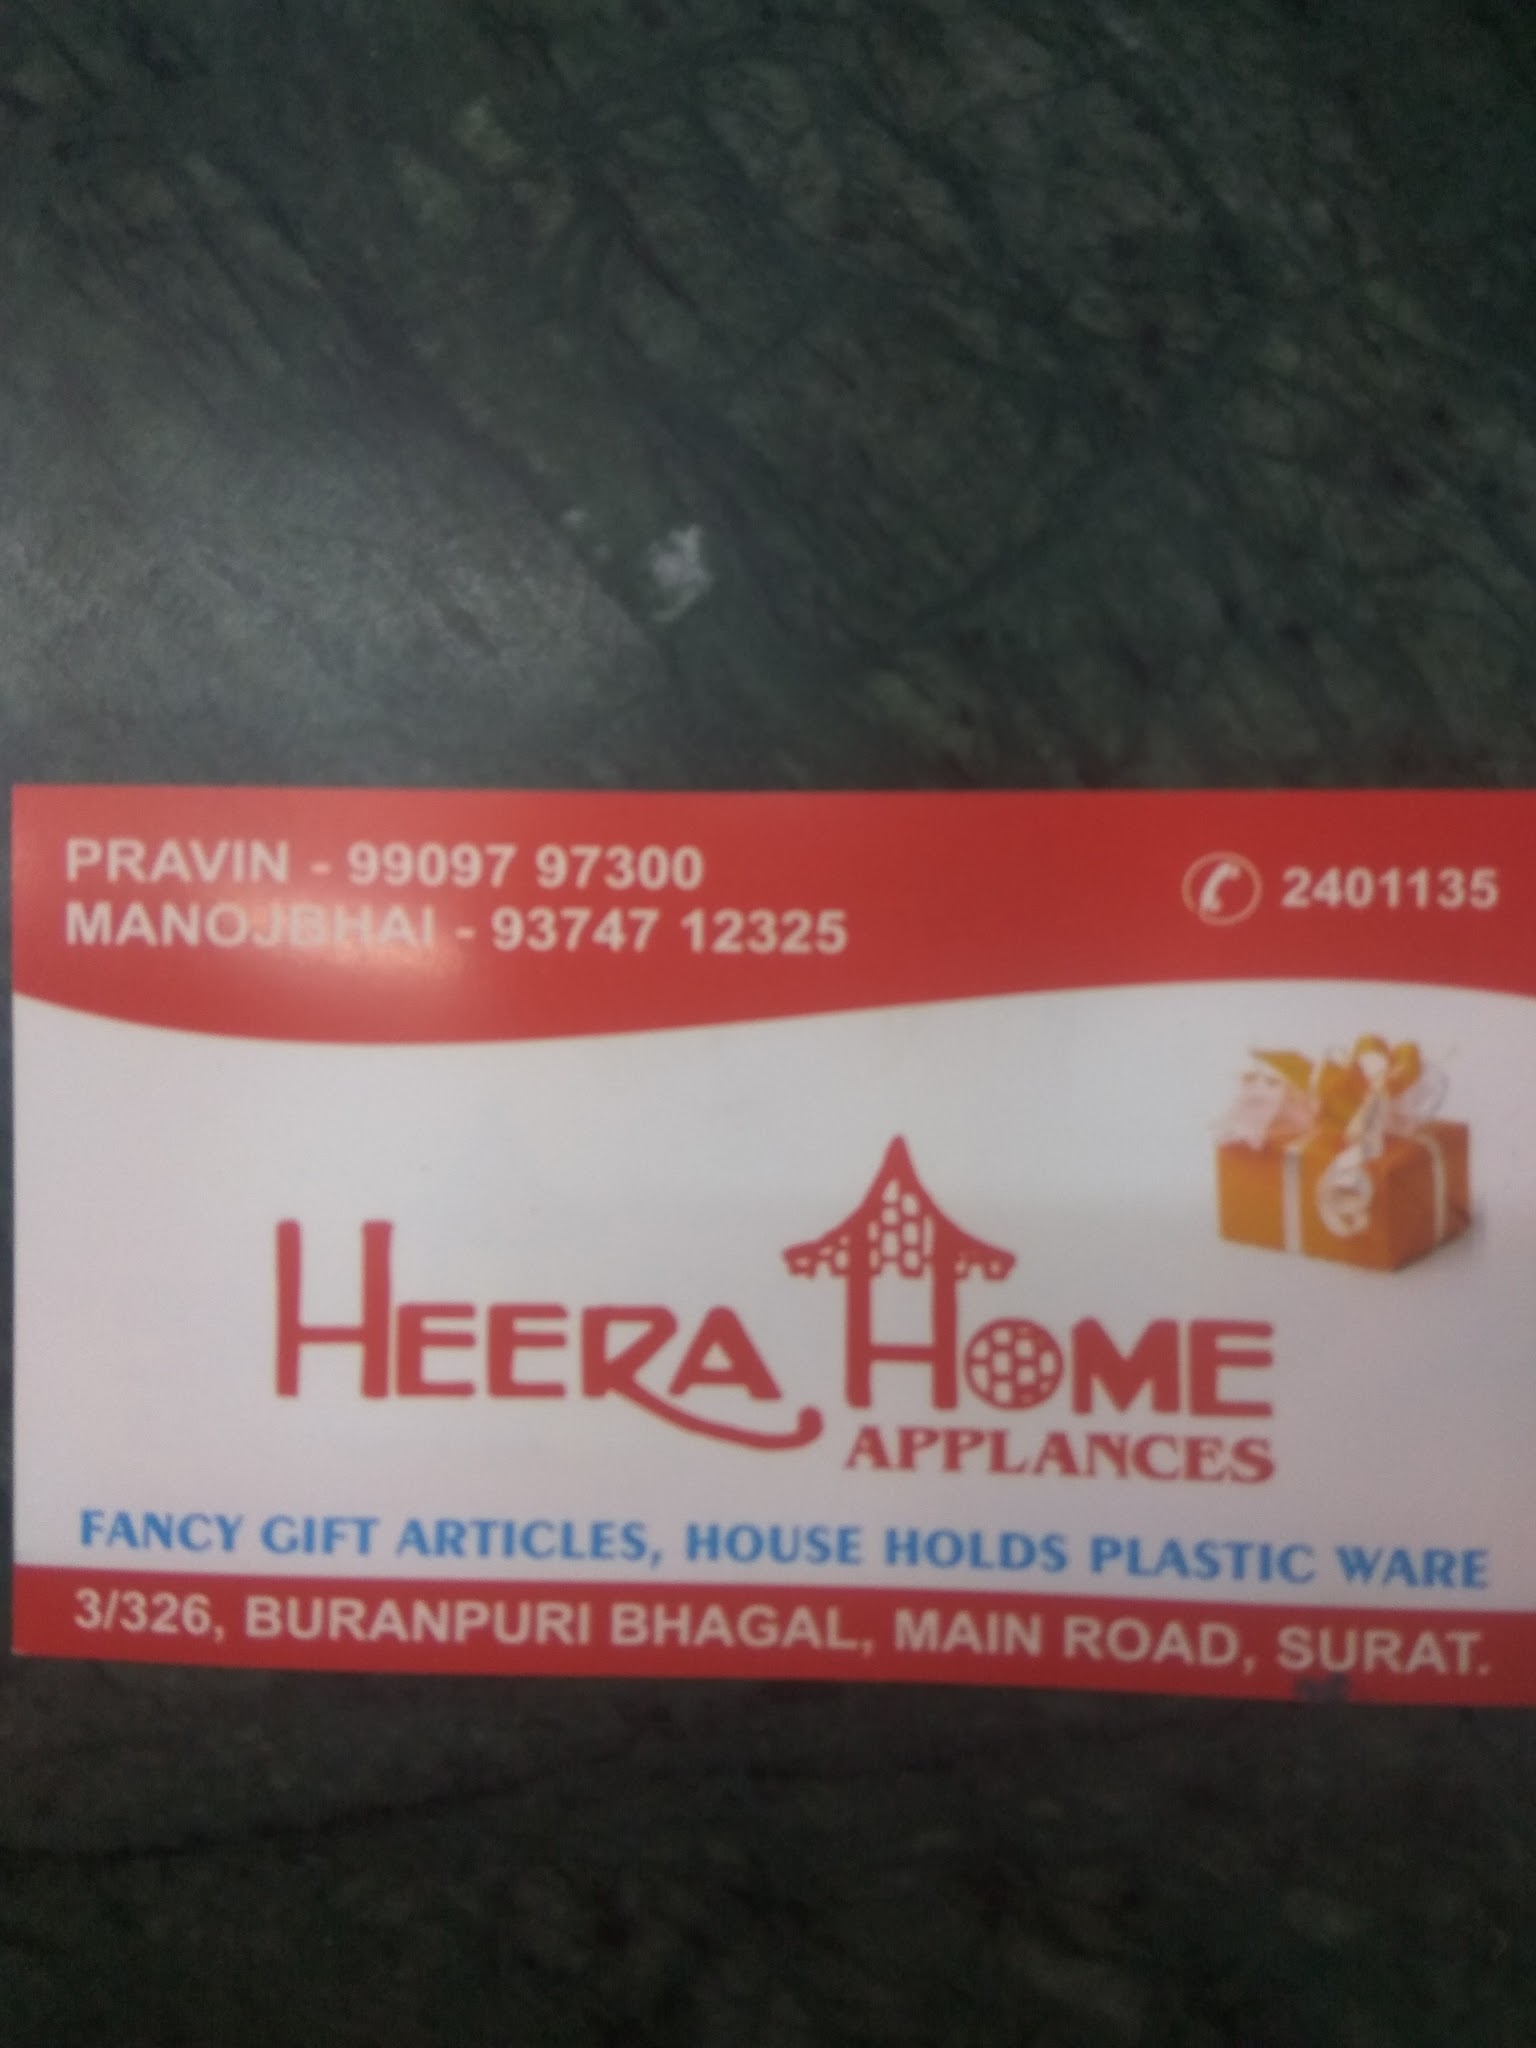 PRAVIN - 99097 97300
MANOJBHAI - 93747 12325
2401135
HEERA HOME
APPLANCES
FANCY GIFT ARTICLES, HOUSE HOLDS PLASTIC WARE
3/326, BURANPURI BHAGAL, MAIN ROAD, SURAT.